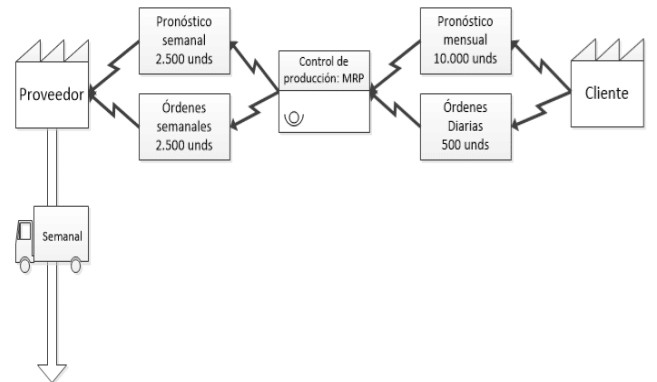 Proveedor
Pronóstico
semanal
2.500 unds
Órdenes
semanales
2.500 unds
Control de
producción: MRP
Pronóstico
mensual
10.000 unds
Órdenes
Diarias
500 unds
Cliente
Semanal